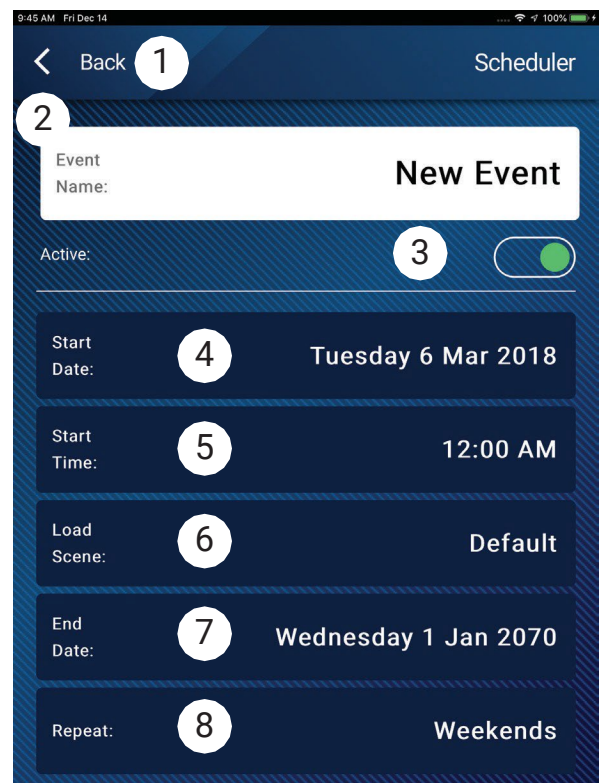 9:45 AM Fri Dec 14 100%
Back 1 Scheduler
2
Event
Name:
New Event
Active: 3
Start
Date:
4 Tuesday 6 Mar 2018
Start
Time:
5 12:00 AM
Load
Scene:
6 Default
End
Date:
7 Wednesday 1 Jan 2070
Repeat: 8 Weekends